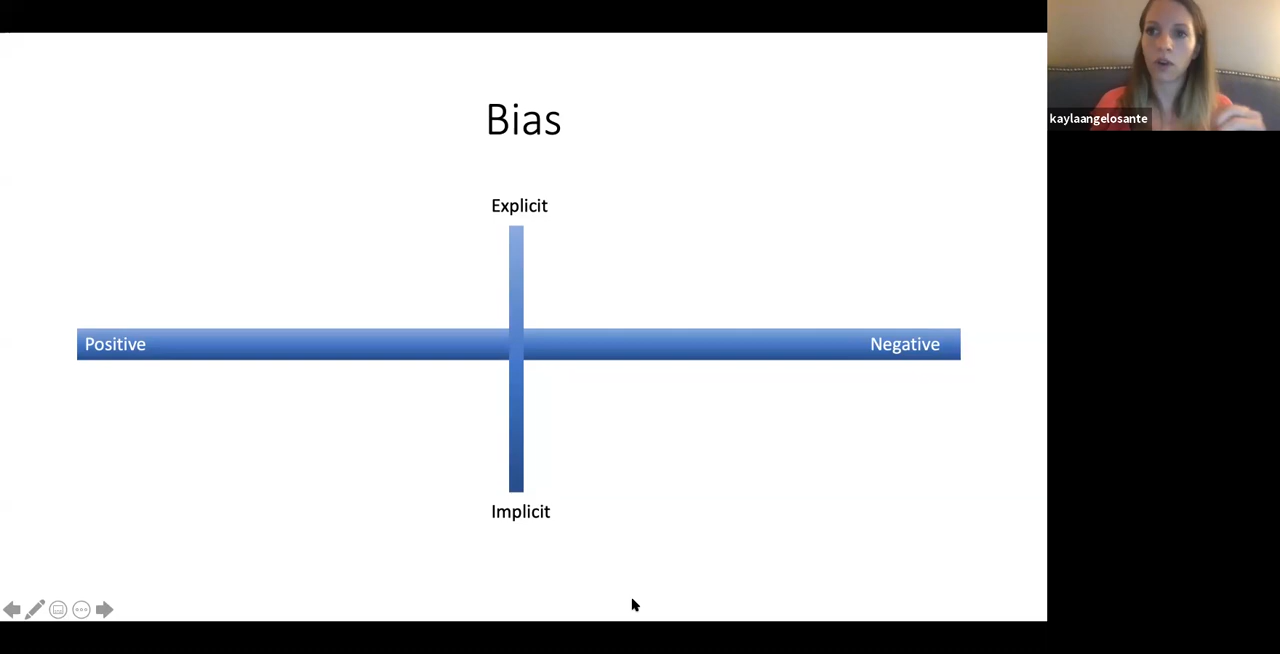 Bias
kaylaangelosante
Explicit
Positive
Negative
Implicit